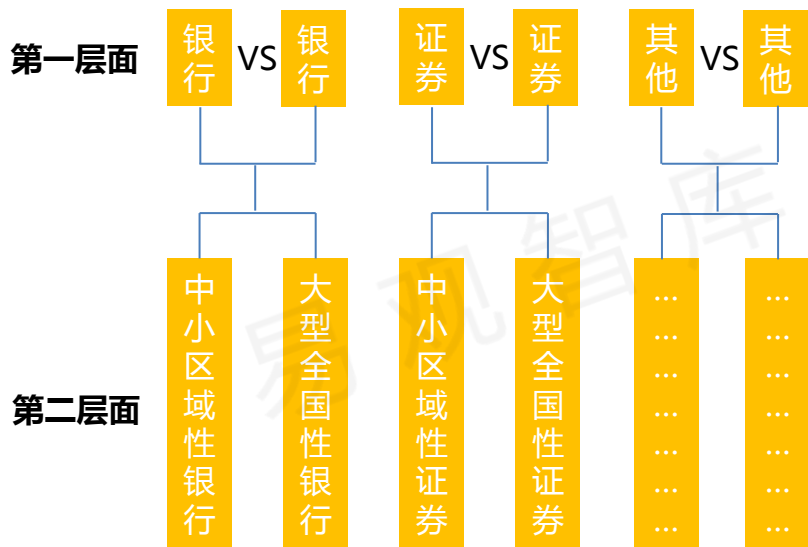 第一层面
银行 VS 银行
证券 VS 证券
其他 VS 其他
第二层面
中小区域性银行
大型全国性银行
中小区域性证券
大型全国性证券
... ... ... ... ... ... ...
... ... ... ... ... ... ...
易观智库